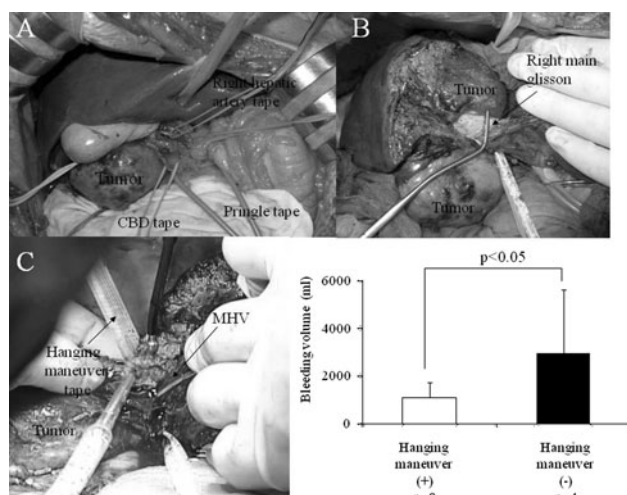 A
Right hepatic
artery tape
Tumor
CBD tape
Pringle tape
B
Right main
glisson
Tumor
Tumor
C
MHV
Hanging
maneuver
tape
Tumor
p<0.05
Bleeding volume (ml)
6000
4000
2000
0
Hanging
maneuver
(+)
Hanging
maneuver
(-)